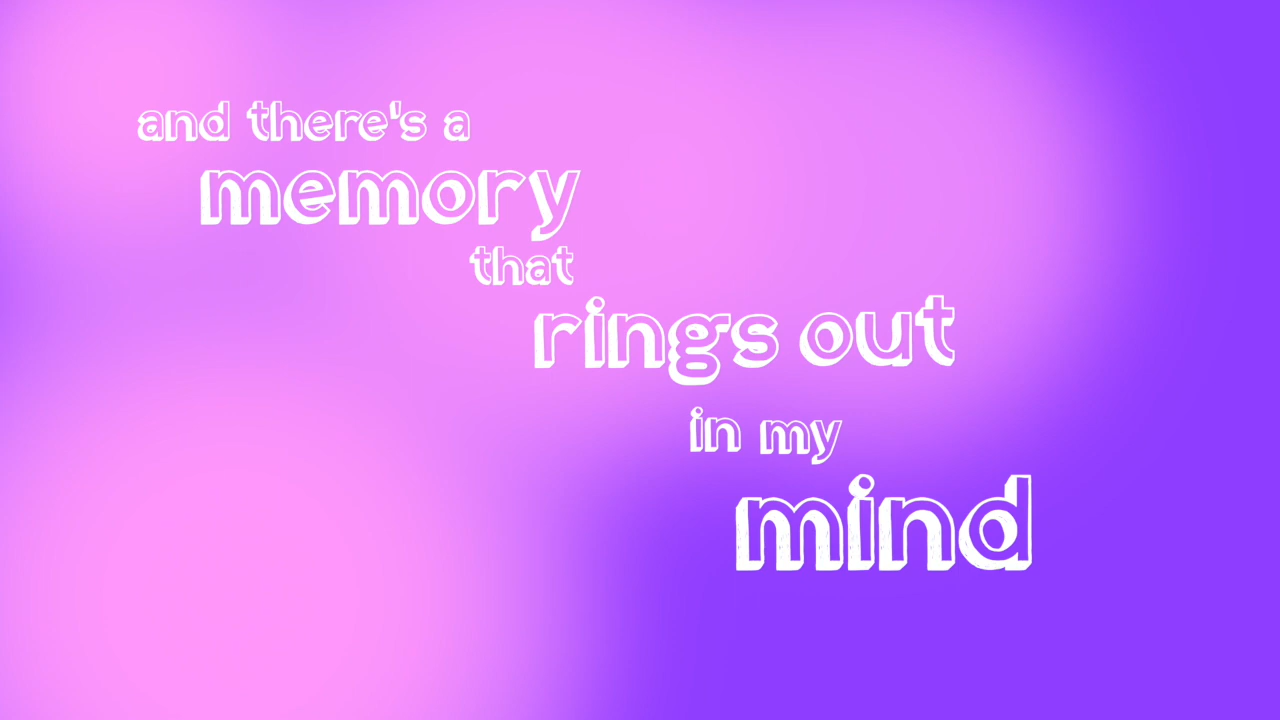 and there's a
memory
that
rings out
in my
mind